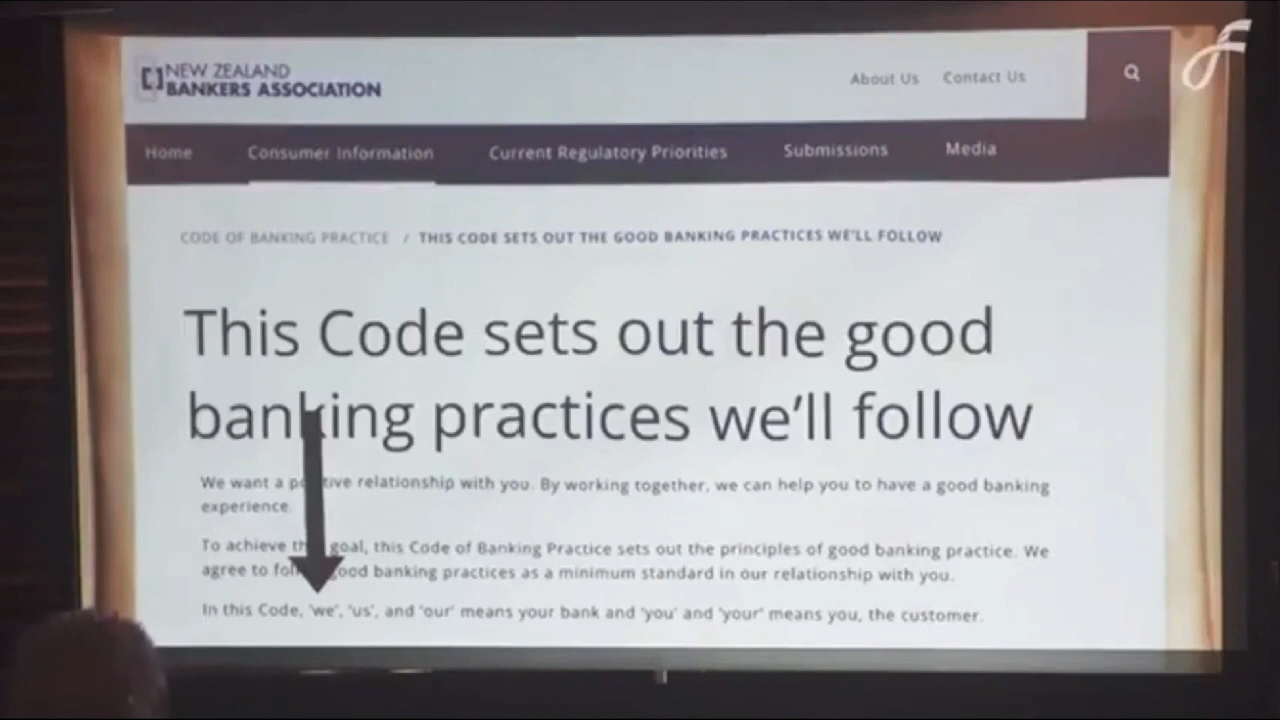 NEW ZEALAND
BANKERS ASSOCIATION
About Us Contact Us
Home Consumer Information Current Regulatory Priorities Submissions Media
CODE OF BANKING PRACTICE / THIS CODE SETS OUT THE GOOD BANKING PRACTICES WE'LL FOLLOW
This Code sets out the good
banking practices we'll follow
We want a tive relationship with you. By working together, we can help you to have a good banking
experience.
To achieve th goal, this Code of Banking Practice sets out the principles of good banking practice. We
agree to ood banking practices as a minimum standard in our relationship with you.
In this Code, 'we', 'us', and 'our' means your bank and 'you' and 'your' means you, the customer.